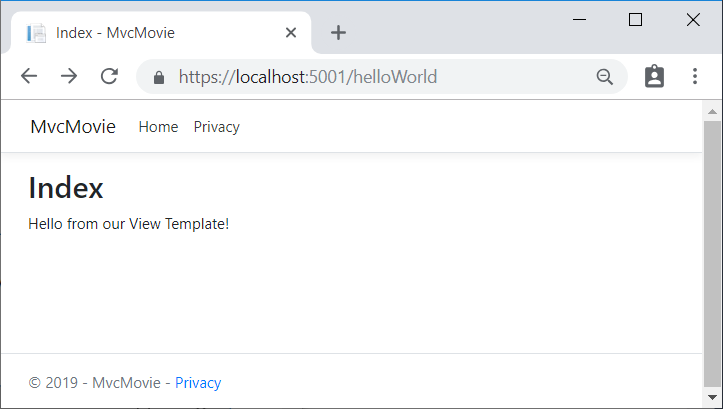 Index - MvcMovie
https://localhost:5001/helloWorld
MvcMovie Home Privacy
Index
Hello from our View Template!
© 2019 - MvcMovie - Privacy